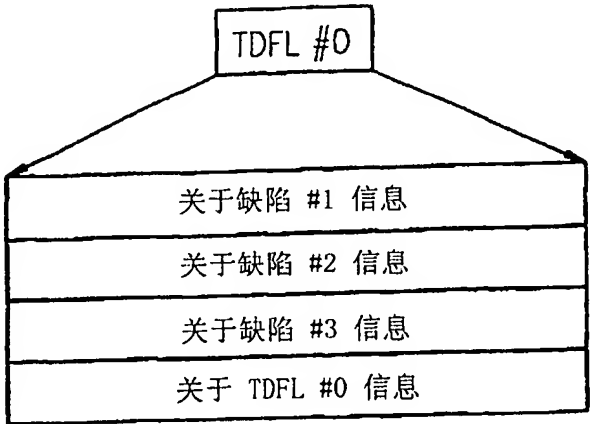 TDFL #0
关于缺陷 #1 信息
关于缺陷 #2 信息
关于缺陷 #3 信息
关于 TDFL #0 信息